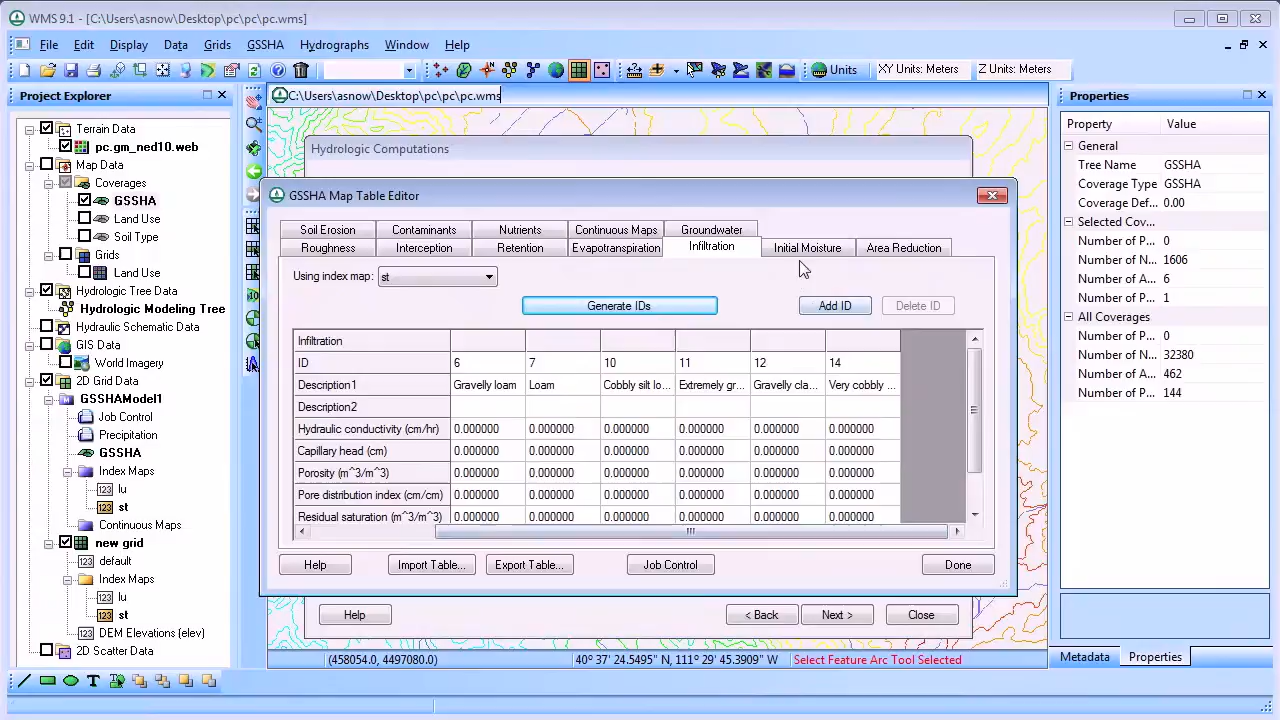 WMS 9.1 - [C:\Users\asnow\Desktop\pc\pc.wms]
File Edit Display Data Grids GSSHA Hydrographs Window Help
Units XY Units: Meters Z Units: Meters
Project Explorer
C:\Users\asnow\Desktop\pc\pc.wms
Properties
Terrain Data
pc.gm_ned10.web
Map Data
Coverages
GSSHA
Land Use
Soil Type
Grids
Land Use
Hydrologic Tree Data
Hydrologic Modeling Tree
Hydraulic Schematic Data
GIS Data
World Imagery
2D Grid Data
GSSHAModel1
Job Control
Precipitation
GSSHA
Index Maps
lu
st
Continuous Maps
new grid
default
Index Maps
lu
st
DEM Elevations (elev)
2D Scatter Data
Hydrologic Computations
GSSHA Map Table Editor
Soil Erosion Contaminants Nutrients Continuous Maps Groundwater
Roughness Interception Retention Evapotranspiration Infiltration Initial Moisture Area Reduction
Using index map: st
Generate IDs Add ID Delete ID
Infiltration
ID 6 7 10 11 12 14
Description1 Gravelly loam Loam Cobbly silt lo... Extremely gr... Gravelly cla... Very cobbly ...
Description2
Hydraulic conductivity (cm/hr) 0.000000 0.000000 0.000000 0.000000 0.000000 0.000000
Capillary head (cm) 0.000000 0.000000 0.000000 0.000000 0.000000 0.000000
Porosity (m^3/m^3) 0.000000 0.000000 0.000000 0.000000 0.000000 0.000000
Pore distribution index (cm/cm) 0.000000 0.000000 0.000000 0.000000 0.000000 0.000000
Residual saturation (m^3/m^3) 0.000000 0.000000 0.000000 0.000000 0.000000 0.000000
Help Import Table... Export Table... Job Control Done
Help < Back Next > Close
Property Value
General
Tree Name GSSHA
Coverage Type GSSHA
Coverage Def... 0.00
Selected Cov...
Number of P... 0
Number of N... 1606
Number of A... 6
Number of P... 1
All Coverages
Number of P... 0
Number of N... 32380
Number of A... 462
Number of P... 144
Metadata Properties
(458054.0, 4497080.0) 40° 37' 24.5495" N, 111° 29' 45.3909" W Select Feature Arc Tool Selected